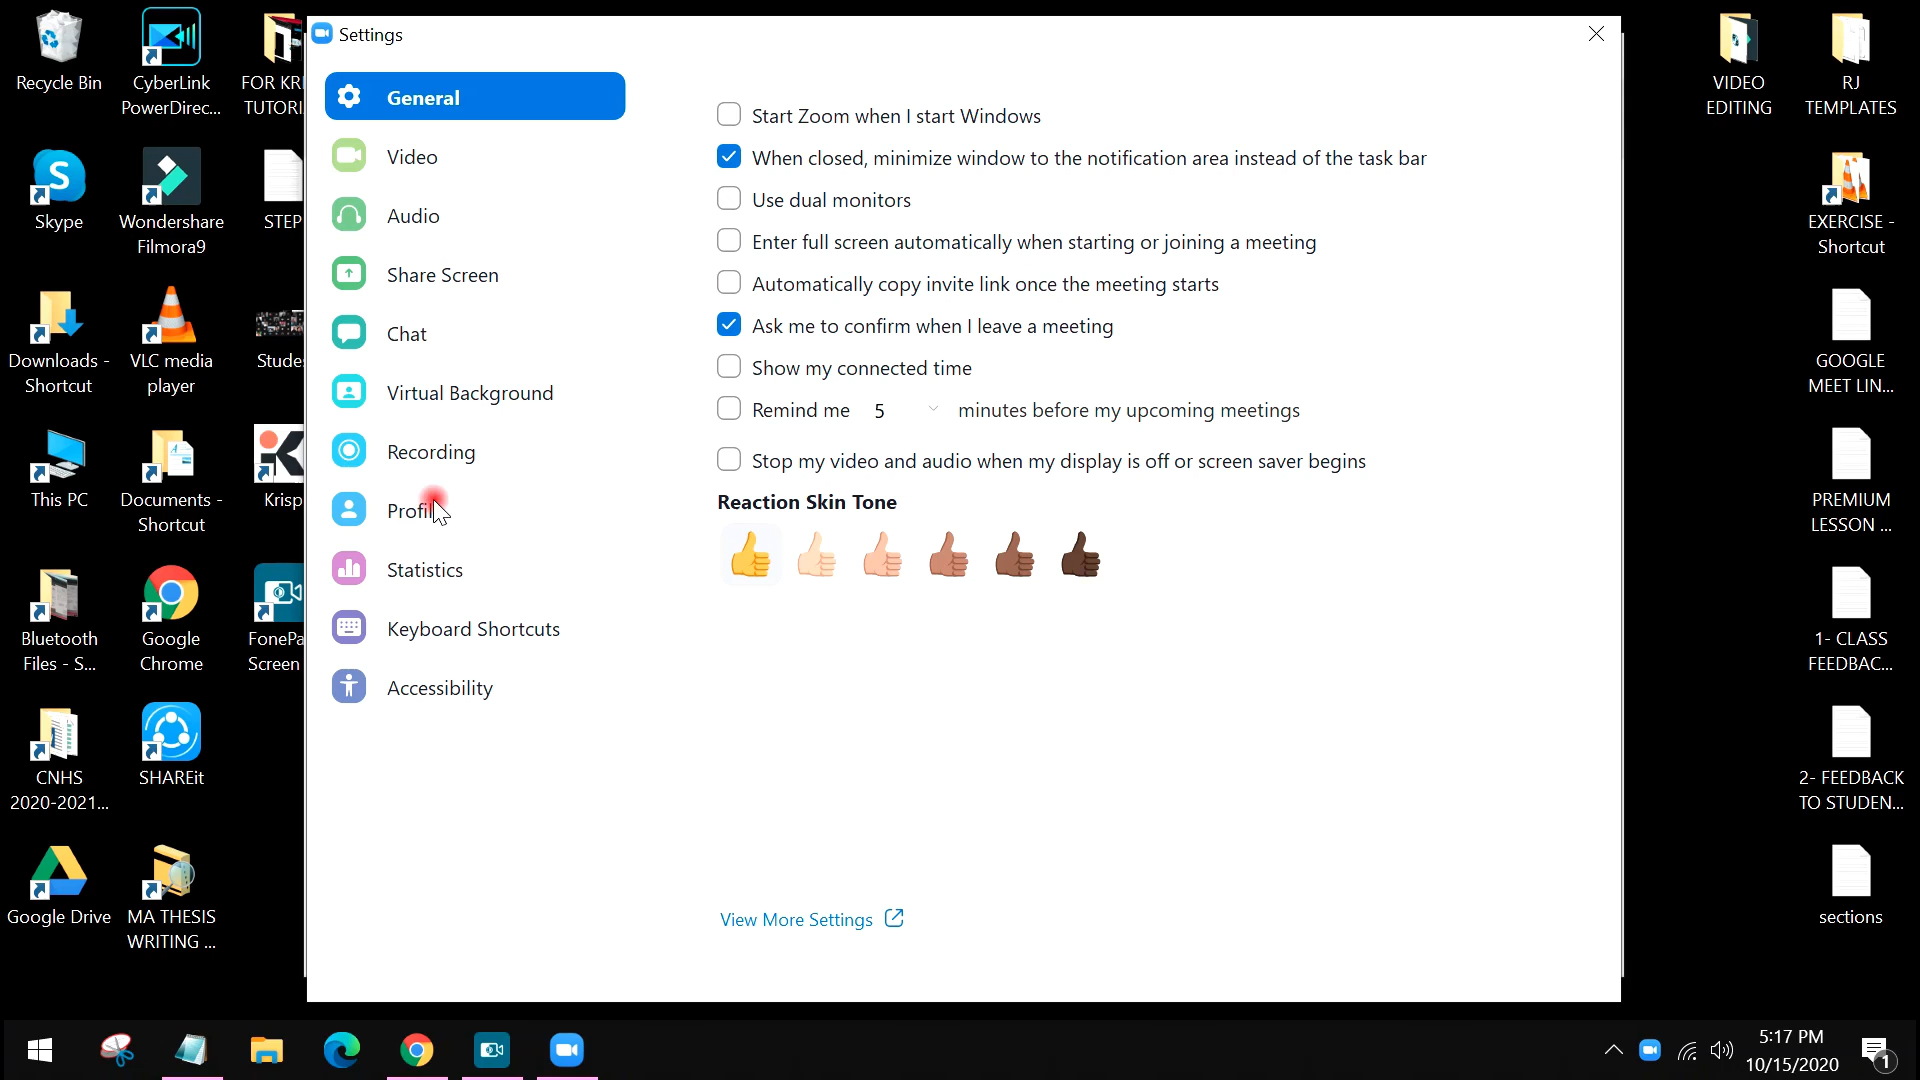 Recycle Bin
CyberLink
PowerDirec...
FOR KRI
TUTORI
Skype
Wondershare
Filmora9
STEP
Downloads -
Shortcut
VLC media
player
Stude
This PC
Documents -
Shortcut
Krisp
Bluetooth
Files - S...
Google
Chrome
FonePa
Screen
CNHS
2020-2021...
SHAREit
Google Drive
MA THESIS
WRITING ...
Settings
General
Video
Audio
Share Screen
Chat
Virtual Background
Recording
Statistics
Keyboard Shortcuts
Accessibility
Start Zoom when I start Windows
When closed, minimize window to the notification area instead of the task bar
Use dual monitors
Enter full screen automatically when starting or joining a meeting
Automatically copy invite link once the meeting starts
Ask me to confirm when I leave a meeting
Show my connected time
Remind me 5 minutes before my upcoming meetings
Stop my video and audio when my display is off or screen saver begins
Reaction Skin Tone
View More Settings
VIDEO
EDITING
RJ
TEMPLATES
EXERCISE -
Shortcut
GOOGLE
MEET LIN...
PREMIUM
LESSON ...
1- CLASS
FEEDBAC...
2- FEEDBACK
TO STUDEN...
sections
5:17 PM
10/15/2020
1